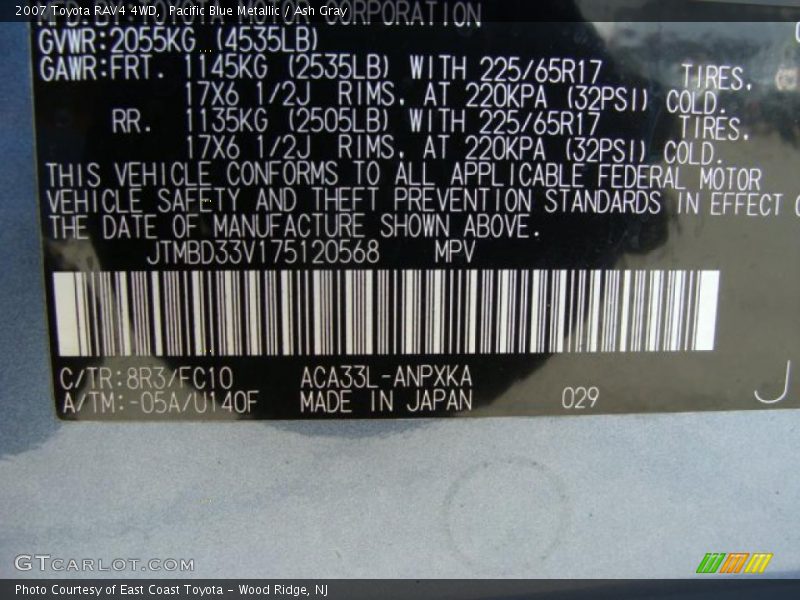 2007 Toyota RAV4 4WD, Pacific Blue Metallic / Ash Gray
TOYOTA MOTOR CORPORATION
GVWR:2055KG (4535LB)
GAWR:FRT. 1145KG (2535LB) WITH 225/65R17 TIRES,
17X6 1/2J RIMS, AT 220KPA (32PSI) COLD.
RR. 1135KG (2505LB) WITH 225/65R17 TIRES,
17X6 1/2J RIMS, AT 220KPA (32PSI) COLD.
THIS VEHICLE CONFORMS TO ALL APPLICABLE FEDERAL MOTOR
VEHICLE SAFETY AND THEFT PREVENTION STANDARDS IN EFFECT
THE DATE OF MANUFACTURE SHOWN ABOVE.
JTMBD33V175120568 MPV
C/TR:8R3/FC10 ACA33L-ANPXKA
A/TM:-05A/U140F MADE IN JAPAN 029 J
GTCARLOT.COM
Photo Courtesy of East Coast Toyota - Wood Ridge, NJ